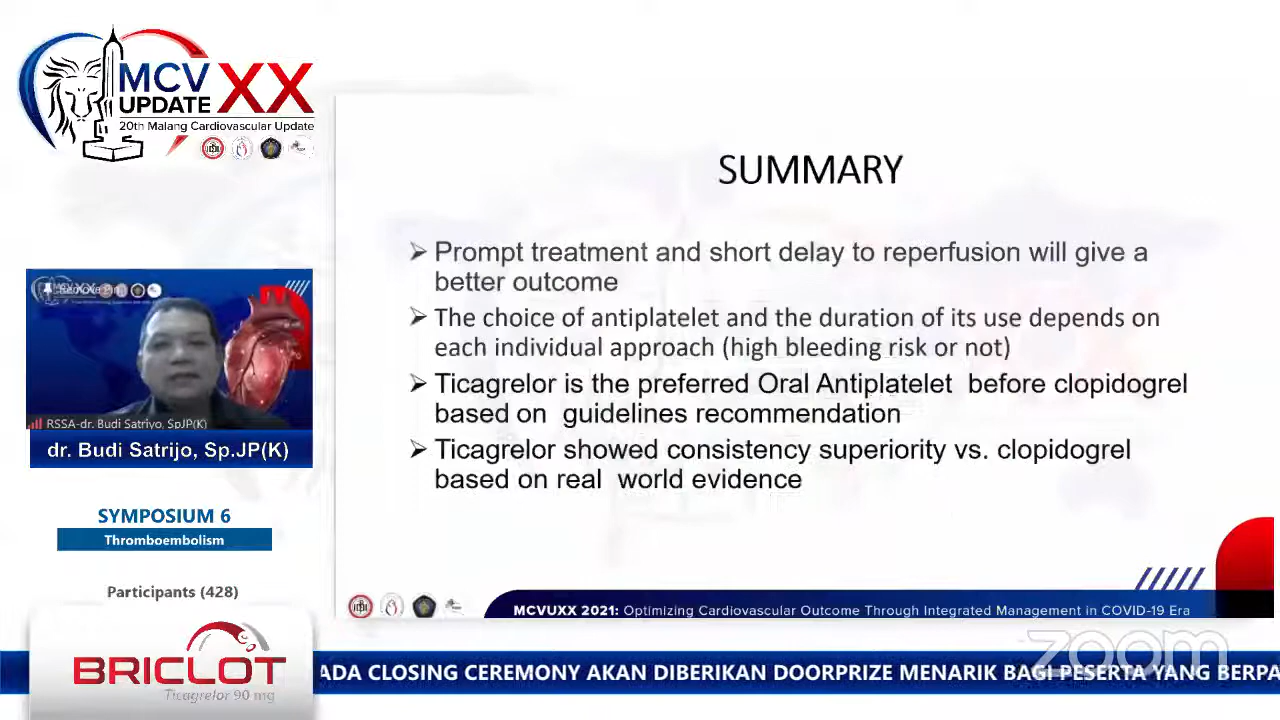 MCV
UPDATE
XX
20th Malang Cardiovascular Update
SUMMARY
➢ Prompt treatment and short delay to reperfusion will give a
better outcome
➢ The choice of antiplatelet and the duration of its use depends on
each individual approach (high bleeding risk or not)
➢ Ticagrelor is the preferred Oral Antiplatelet before clopidogrel
based on guidelines recommendation
➢ Ticagrelor showed consistency superiority vs. clopidogrel
based on real world evidence
RSSA-dr. Budi Satriyo, SpJP(K)
dr. Budi Satrijo, Sp.JP(K)
SYMPOSIUM 6
Thromboembolism
Participants (428)
BRICLOT
Ticagrelor 90 mg
MCVUXX 2021: Optimizing Cardiovascular Outcome Through Integrated Management in COVID-19 Era
zoom
ADA CLOSING CEREMONY AKAN DIBERIKAN DOORPRIZE MENARIK BAGI PESERTA YANG BERPA